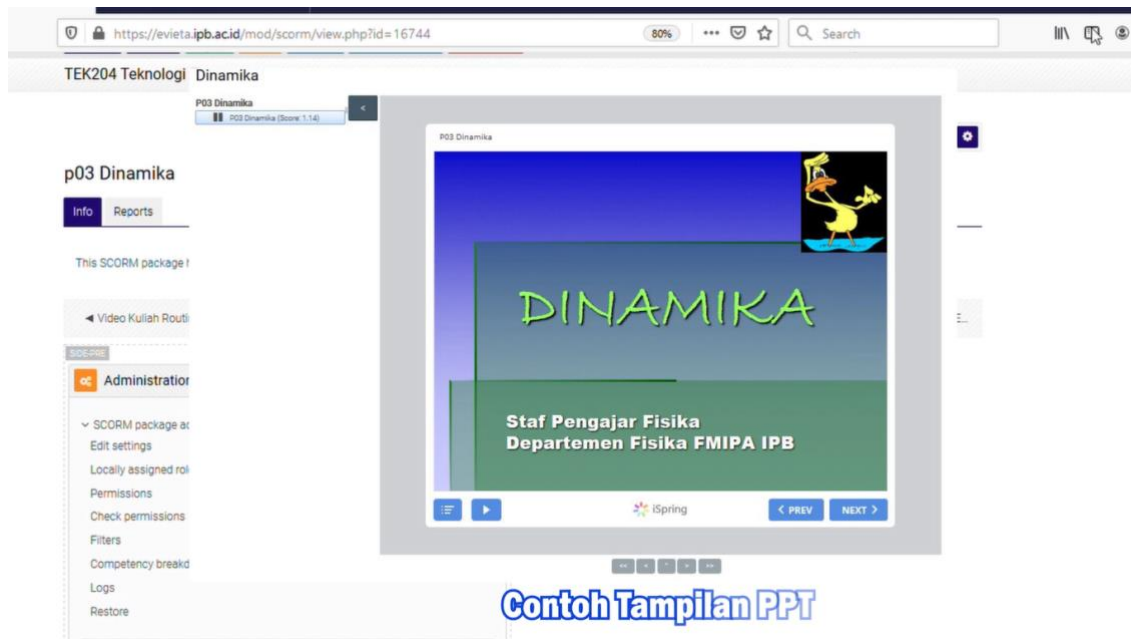 https://evieta.ipb.ac.id/mod/scorm/view.php?id=16744
80%
Search
TEK204 Teknologi
Dinamika
P03 Dinamika
P03 Dinamika (Score: 1.14)
P03 Dinamika
p03 Dinamika
Info
Reports
This SCORM package
◄ Video Kuliah
SIDE-PRE
Administration
SCORM package
Edit settings
Locally assigned
Permissions
Check permissions
Filters
Competency
Logs
Restore
DINAMIKA
Staf Pengajar Fisika
Departemen Fisika FMIPA IPB
iSpring
< PREV
NEXT >
Contoh Tampilan PPT